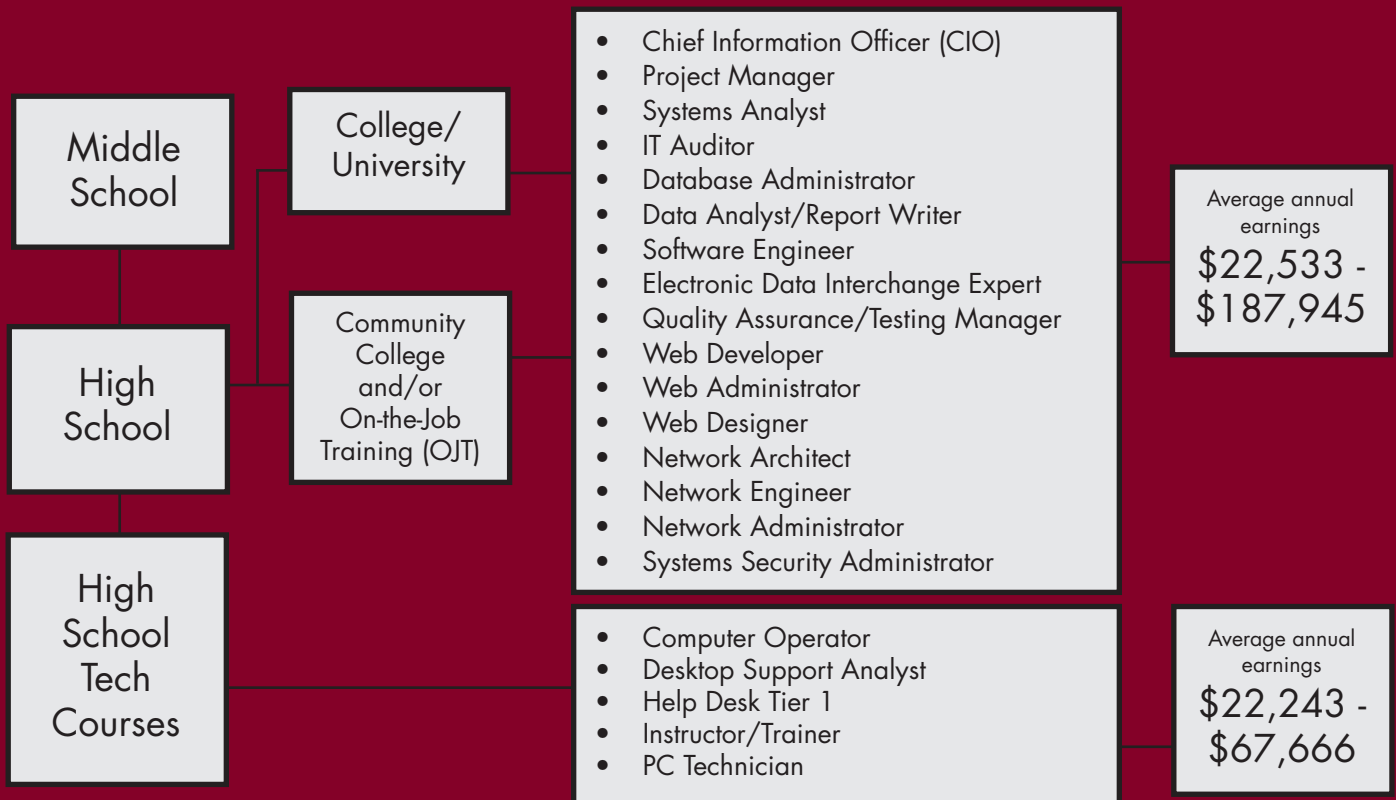 Middle
School
High
School
High
School
Tech
Courses
College/
University
Community
College
and/or
On-the-Job
Training (OJT)
• Chief Information Officer (CIO)
• Project Manager
• Systems Analyst
• IT Auditor
• Database Administrator
• Data Analyst/Report Writer
• Software Engineer
• Electronic Data Interchange Expert
• Quality Assurance/Testing Manager
• Web Developer
• Web Administrator
• Web Designer
• Network Architect
• Network Engineer
• Network Administrator
• Systems Security Administrator
Average annual
earnings
$22,533 -
$187,945
• Computer Operator
• Desktop Support Analyst
• Help Desk Tier 1
• Instructor/Trainer
• PC Technician
Average annual
earnings
$22,243 -
$67,666